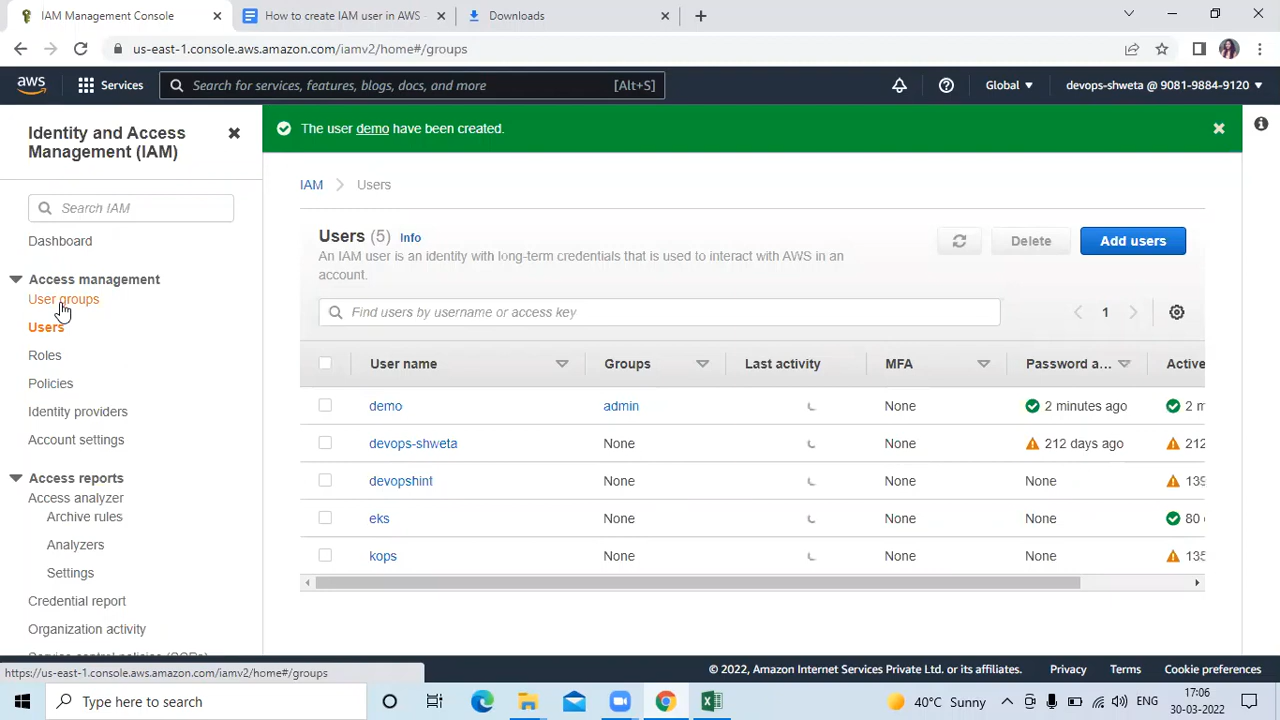 IAM Management Console
How to create IAM user in AWS -
Downloads
us-east-1.console.aws.amazon.com/iamv2/home#/groups
aws
Services
Search for services, features, blogs, docs, and more
[Alt+S]
Global
devops-shweta @ 9081-9884-9120
Identity and Access
Management (IAM)
Search IAM
Dashboard
Access management
User groups
Users
Roles
Policies
Identity providers
Account settings
Access reports
Access analyzer
Archive rules
Analyzers
Settings
Credential report
Organization activity
Service control policies (SCPs)
The user demo have been created.
IAM
Users
Users (5)
Info
An IAM user is an identity with long-term credentials that is used to interact with AWS in an
account.
Delete
Add users
Find users by username or access key
1
User name
Groups
Last activity
MFA
Password a...
Active
demo
admin
None
2 minutes ago
2 m
devops-shweta
None
None
212 days ago
212
devopshint
None
None
None
139
eks
None
None
None
80
kops
None
None
None
135
https://us-east-1.console.aws.amazon.com/iamv2/home#/groups
© 2022, Amazon Internet Services Private Ltd. or its affiliates.
Privacy
Terms
Cookie preferences
Type here to search
40°C Sunny
ENG
17:06
30-03-2022